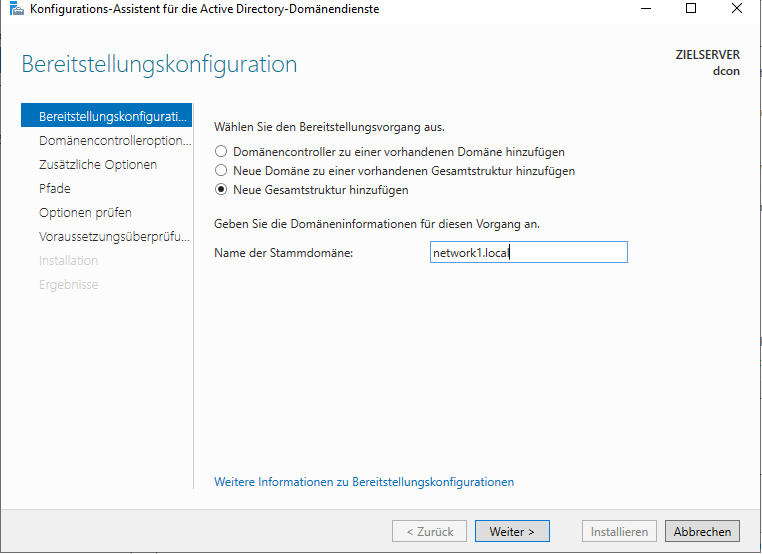 Konfigurations-Assistent für die Active Directory-Domänendienste
Bereitstellungskonfiguration
ZIELSERVER
dcon
Bereitstellungskonfigurati...
Domänencontrolleroption...
Zusätzliche Optionen
Pfade
Optionen prüfen
Voraussetzungsüberprüfu...
Installation
Ergebnisse
Wählen Sie den Bereitstellungsvorgang aus.
Domänencontroller zu einer vorhandenen Domäne hinzufügen
Neue Domäne zu einer vorhandenen Gesamtstruktur hinzufügen
Neue Gesamtstruktur hinzufügen
Geben Sie die Domäneninformationen für diesen Vorgang an.
Name der Stammdomäne: network1.local
Weitere Informationen zu Bereitstellungskonfigurationen
< Zurück Weiter > Installieren Abbrechen